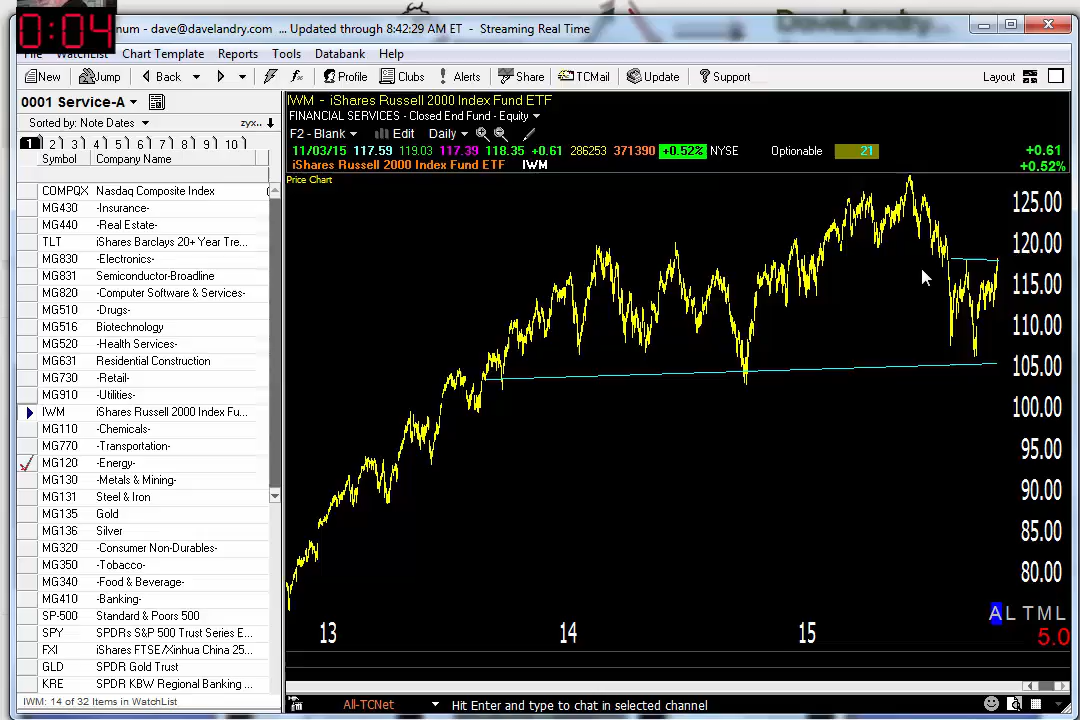 DaveLandry
0:04
num - dave@davelandry.com ... Updated through 8:42:29 AM ET - Streaming Real Time
File WatchList Chart Template Reports Tools Databank Help
New Jump Back Profile Clubs Alerts Share TCMail Update Support Layout
0001 Service-A
Sorted by: Note Dates zyx..
1 2 3 4 5 6 7 8 9 10
Symbol Company Name
COMPQX Nasdaq Composite Index
MG430 -Insurance-
MG440 -Real Estate-
TLT iShares Barclays 20+ Year Tre...
MG830 -Electronics-
MG831 Semiconductor-Broadline
MG820 -Computer Software & Services-
MG510 -Drugs-
MG516 Biotechnology
MG520 -Health Services-
MG631 Residential Construction
MG730 -Retail-
MG910 -Utilities-
IWM iShares Russell 2000 Index Fu...
MG110 -Chemicals-
MG770 -Transportation-
MG120 -Energy-
MG130 -Metals & Mining-
MG131 Steel & Iron
MG135 Gold
MG136 Silver
MG320 -Consumer Non-Durables-
MG350 -Tobacco-
MG340 -Food & Beverage-
MG410 -Banking-
SP-500 Standard & Poors 500
SPY SPDRs S&P 500 Trust Series E...
FXI iShares FTSE/Xinhua China 25...
GLD SPDR Gold Trust
KRE SPDR KBW Regional Banking ...
IWM: 14 of 32 Items in WatchList
IWM - iShares Russell 2000 Index Fund ETF
FINANCIAL SERVICES - Closed End Fund - Equity
F2 - Blank Edit Daily
11/03/15 117.59 119.03 117.39 118.35 +0.61 286253 371390 +0.52% NYSE Optionable 21 +0.61
iShares Russell 2000 Index Fund ETF IWM +0.52%
Price Chart
125.00
120.00
115.00
110.00
105.00
100.00
95.00
90.00
85.00
80.00
A L T M L
13 14 15 5.0
All-TCNet Hit Enter and type to chat in selected channel